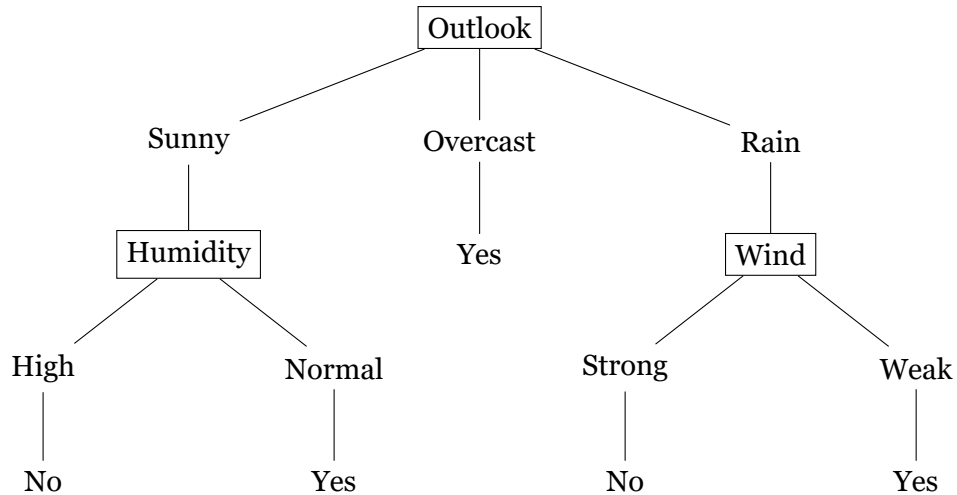 Outlook
Sunny
Overcast
Rain
Humidity
Yes
Wind
High
Normal
Strong
Weak
No
Yes
No
Yes